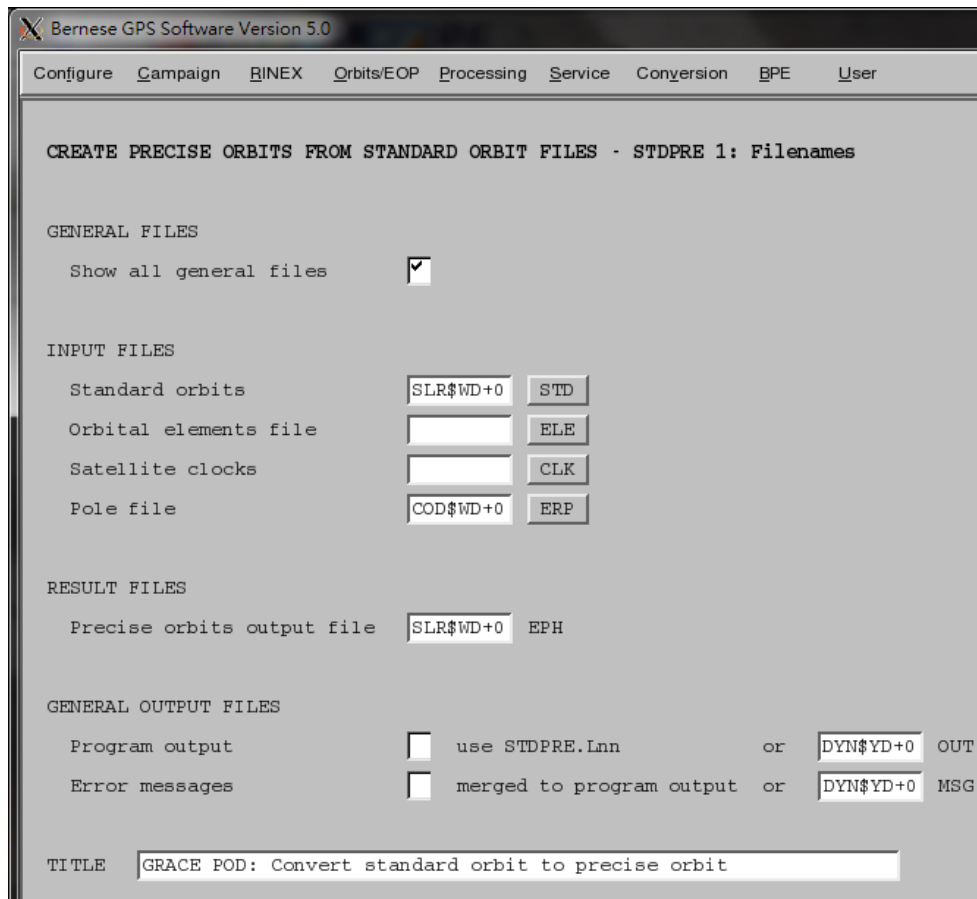 Bernese GPS Software Version 5.0
Configure Campaign RINEX Orbits/EOP Processing Service Conversion BPE User
CREATE PRECISE ORBITS FROM STANDARD ORBIT FILES - STDPRE 1: Filenames
GENERAL FILES
Show all general files
INPUT FILES
Standard orbits SLR$WD+0 STD
Orbital elements file ELE
Satellite clocks CLK
Pole file COD$WD+0 ERP
RESULT FILES
Precise orbits output file SLR$WD+0 EPH
GENERAL OUTPUT FILES
Program output use STDPRE.Lnn or DYN$YD+0 OUT
Error messages merged to program output or DYN$YD+0 MSG
TITLE GRACE POD: Convert standard orbit to precise orbit